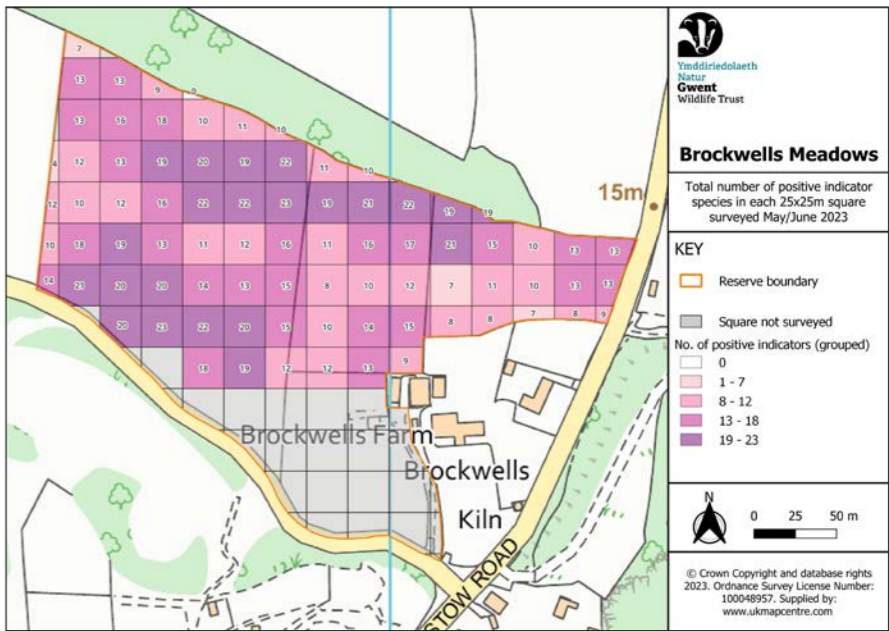 7
13 13 9 0
13 16 18 10 11 10
4 12 13 19 20 19 22 11 10
10 12 16 22 22 23 19 21 22 19 19
10 18 19 13 11 12 16 11 16 17 21 15 10 13 13
14 21 20 20 14 13 15 8 10 12 7 11 10 13 13
20 23 22 20 15 10 14 15 8 8 7 8 9
18 19 12 12 13 9
15m
Brockwells Farm
Brockwells
Kiln
STOW ROAD
Ymddiriedolaeth
Natur
Gwent
Wildlife Trust
Brockwells Meadows
Total number of positive indicator
species in each 25x25m square
surveyed May/June 2023
KEY
Reserve boundary
Square not surveyed
No. of positive indicators (grouped)
0
1 - 7
8 - 12
13 - 18
19 - 23
N
0 25 50 m
© Crown Copyright and database rights
2023. Ordnance Survey License Number:
100048957. Supplied by:
www.ukmapcentre.com